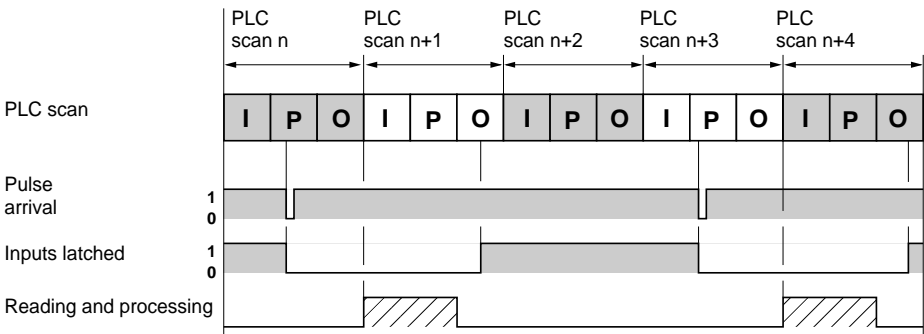 PLC PLC PLC PLC PLC
scan n scan n+1 scan n+2 scan n+3 scan n+4
PLC scan
I P O I P O I P O I P O I P O
Pulse
arrival
1
0
Inputs latched
1
0
Reading and processing